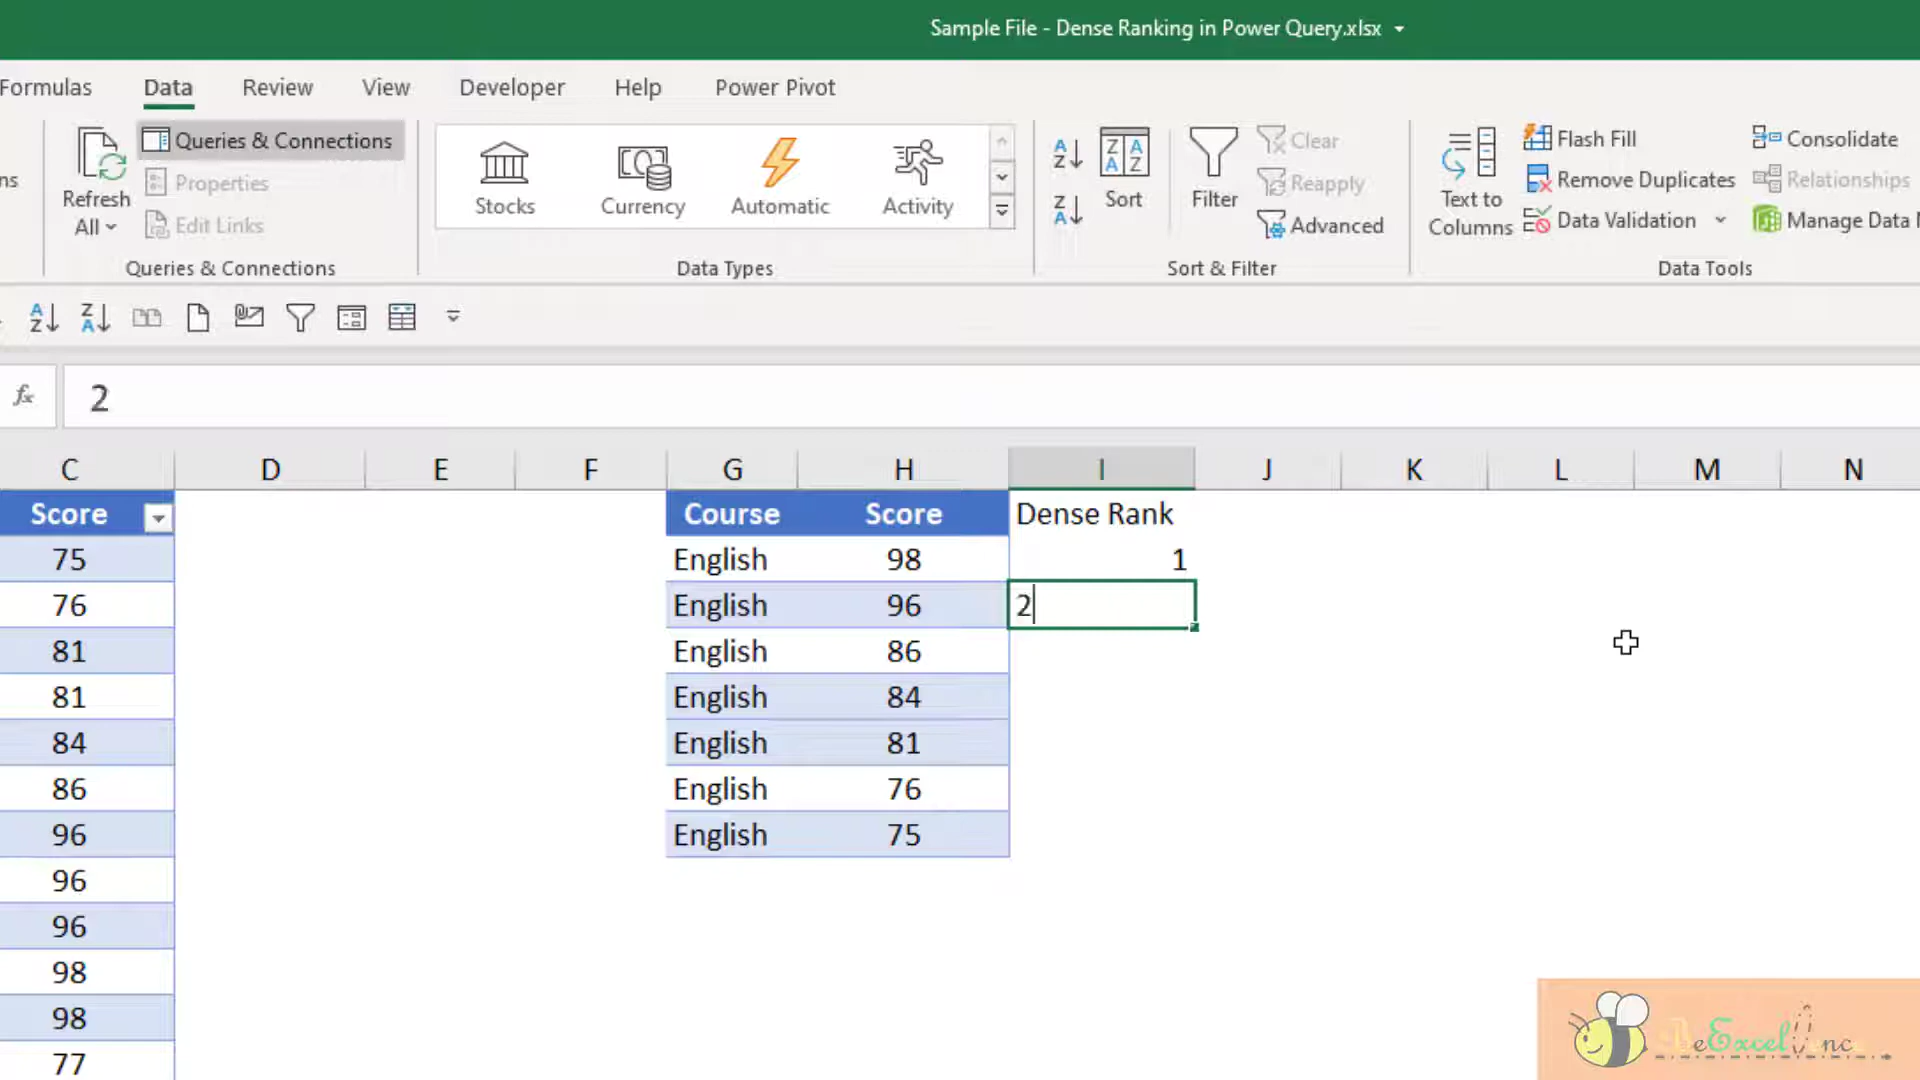 Sample File - Dense Ranking in Power Query.xlsx
Formulas Data Review View Developer Help Power Pivot
Queries & Connections
Properties
Edit Links
Refresh
All
Queries & Connections
Stocks Currency Automatic Activity
Data Types
Sort
Filter
Clear
Reapply
Advanced
Sort & Filter
Text to
Columns
Flash Fill
Remove Duplicates
Data Validation
Consolidate
Relationships
Manage Data
Data Tools
fx 2
C D E F G H I J K L M N
Score Course Score Dense Rank
75 English 98 1
76 English 96 2
81 English 86
81 English 84
84 English 81
86 English 76
96 English 75
96
96
98
98
77